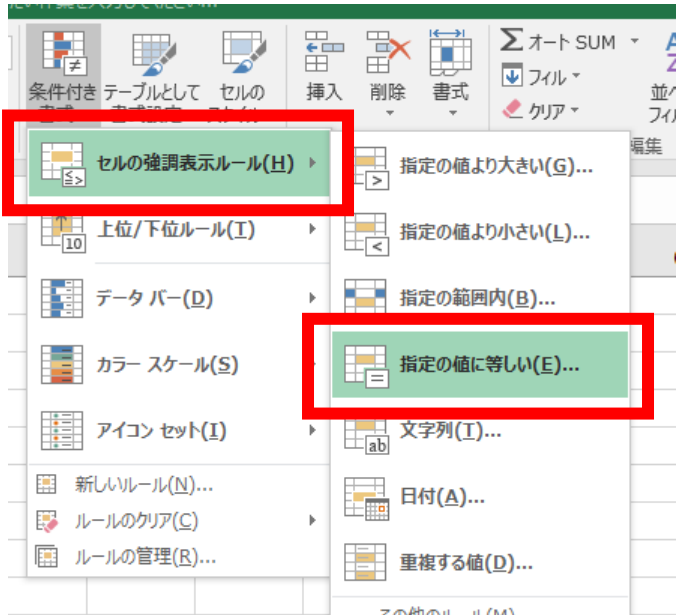 オート SUM
フィル
クリア
条件付き
テーブルとして
セルの
挿入
削除
書式
編集
セルの強調表示ルール(H)
上位/下位ルール(T)
10
データ バー(D)
カラー スケール(S)
アイコン セット(I)
新しいルール(N)...
ルールのクリア(C)
ルールの管理(R)...
指定の値より大きい(G)...
指定の値より小さい(L)...
指定の範囲内(B)...
指定の値に等しい(E)...
文字列(T)...
ab
日付(A)...
重複する値(D)...